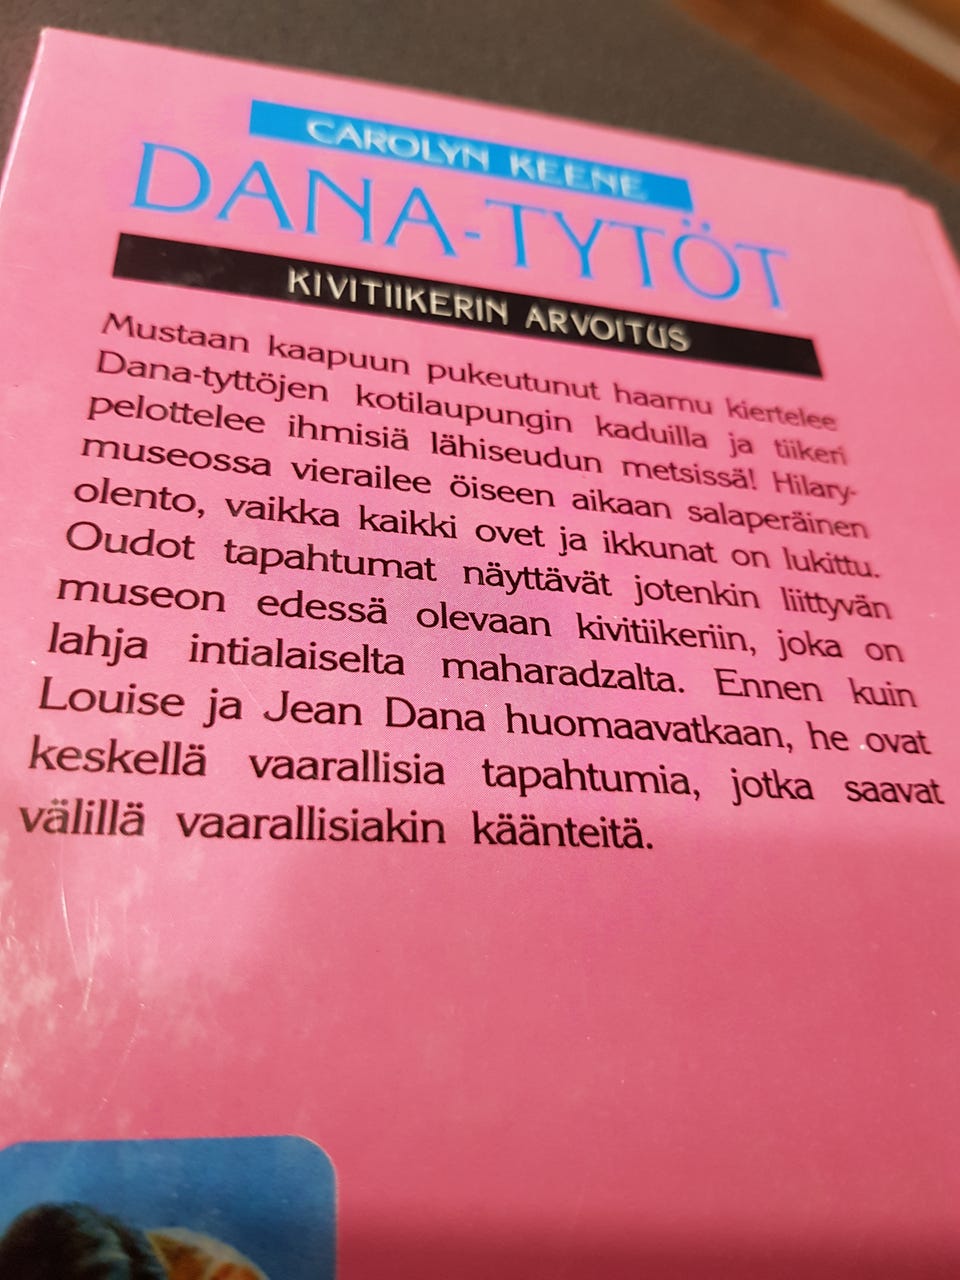 CAROLYN KEENE
DANA-TYTÖT
KIVITIIKERIN ARVOITUS
Mustaan kaapuun pukeutunut haamu kiertelee
Dana-tyttöjen kotilaupungin kaduilla ja tiikeri
pelottelee ihmisiä lähiseudun metsissä! Hilary-
museossa vierailee öiseen aikaan salaperäinen
olento, vaikka kaikki ovet ja ikkunat on lukittu.
Oudot tapahtumat näyttävät jotenkin liittyvän
museon edessä olevaan kivitiikeriin, joka on
lahja intialaiselta maharadzalta. Ennen kuin
Louise ja Jean Dana huomaavatkaan, he ovat
keskellä vaarallisia tapahtumia, jotka saavat
välillä vaarallisiakin käänteitä.